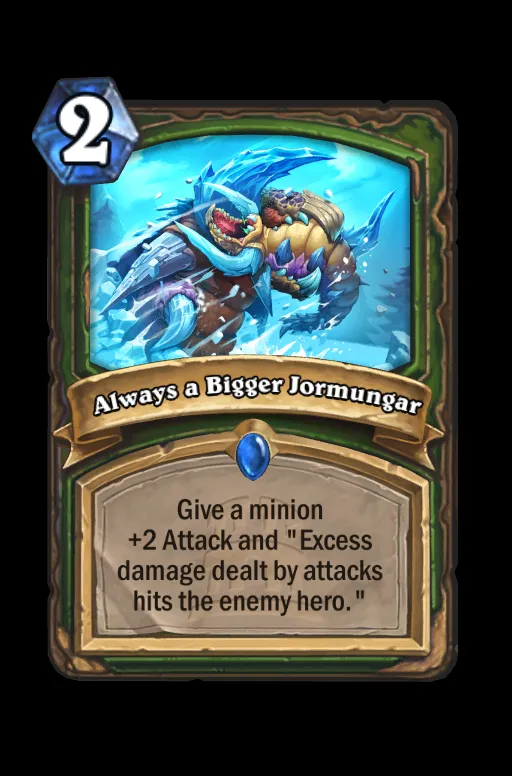 2
Always a Bigger Jormungar
Give a minion
+2 Attack and "Excess
damage dealt by attacks
hits the enemy hero."